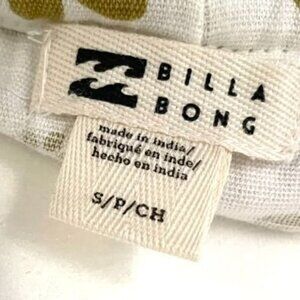 BILLA
BONG
made in india/
fabriqué en inde/
hecho en india
S/P/CH